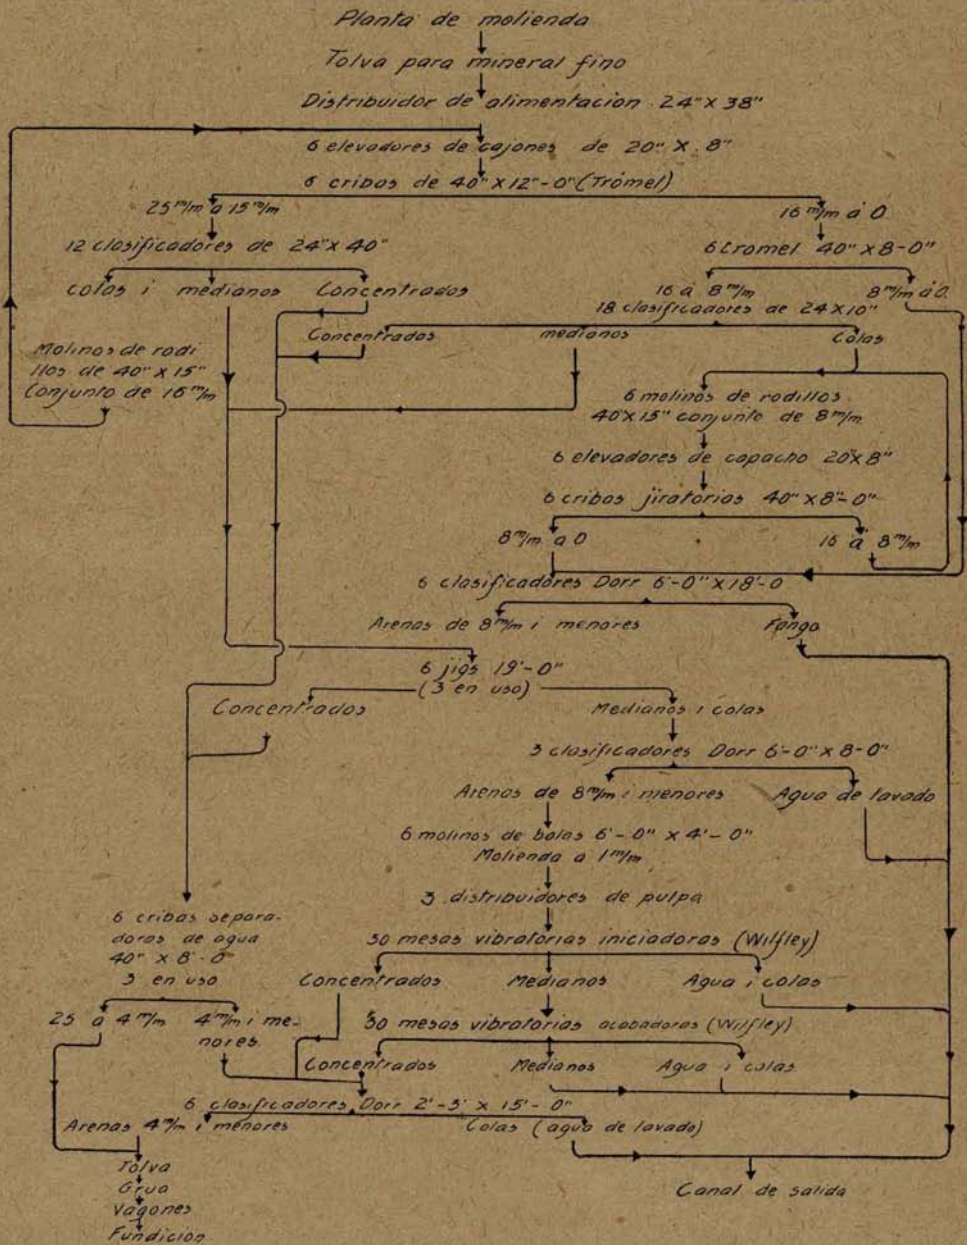 Planta de molienda
Tolva para mineral fino
Distribuidor de alimentacion 24" X 38"
6 elevadores de cajones de 20" X 8"
6 cribas de 40" X 12"-0" (Trómel)
25 m/m a 15 m/m
16 m/m á 0
12 clasificadores de 24" x 40"
6 tromel 40" x 8-0"
colas i medianos
Concentrados
16 á 8 m/m
8 m/m á 0
18 clasificadores de 24 X 10"
Concentrados
medianos
Colas
Molinos de rodi
llos de 40" x 15"
Conjunto de 16 m/m
6 molinos de rodillos
40" X 15" conjunto de 8 m/m
6 elevadores de capacho 20" x 8"
6 cribas jiratorias 40" x 8'-0"
8 m/m a 0
16 á 8 m/m
6 clasificadores Dorr 6'-0" X 18'-0
Arenas de 8 m/m i menores
Fango
6 jigs 19'-0"
(3 en uso)
Concentrados
Medianos i colas
3 clasificadores Dorr 6'-0" x 8-0"
Arenas de 8 m/m i menores
Agua de lavado
6 molinos de bolas 6'-0" x 4'-0"
Molienda a 1 m/m
3 distribuidores de pulpa
6 cribas separa-
doras de agua
40" X 8'-0"
3 en uso
30 mesas vibratorias iniciadoras (Wilfley)
Concentrados
Medianos
Agua i colas
25 á 4 m/m
4 m/m i me-
nores
30 mesas vibratorias acabadoras (Wilfley)
Concentrados
Medianos
Agua i colas
6 clasificadores Dorr 2'-3' x 15'-0"
Arenas 4 m/m i menores
Colas (agua de lavado)
Tolva
Grua
Vagones
Fundicion
Canal de salida